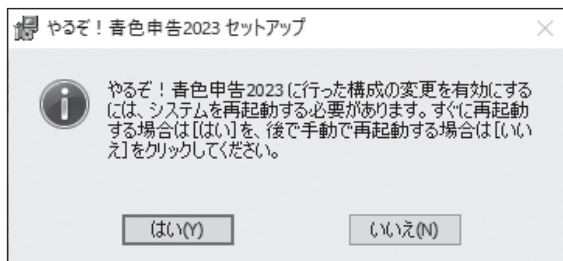 やるぞ！青色申告2023 セットアップ
やるぞ！青色申告2023 に行った構成の変更を有効にする
には、システムを再起動する必要があります。すぐに再起動
する場合は[はい]を、後で手動で再起動する場合は[いい
え]をクリックしてください。
はい(Y)
いいえ(N)